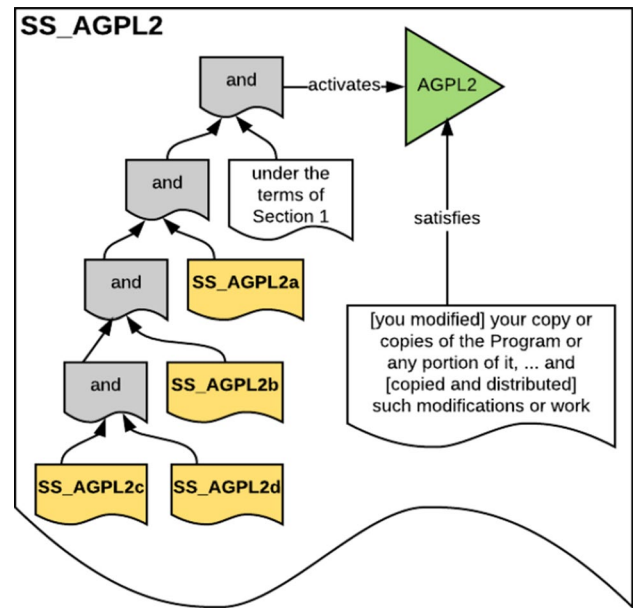 SS_AGPL2
and
activates
AGPL2
and
under the
terms of
Section 1
satisfies
and
SS_AGPL2a
[you modified] your copy or
copies of the Program or
any portion of it, ... and
[copied and distributed]
such modifications or work
and
SS_AGPL2b
SS_AGPL2c
SS_AGPL2d